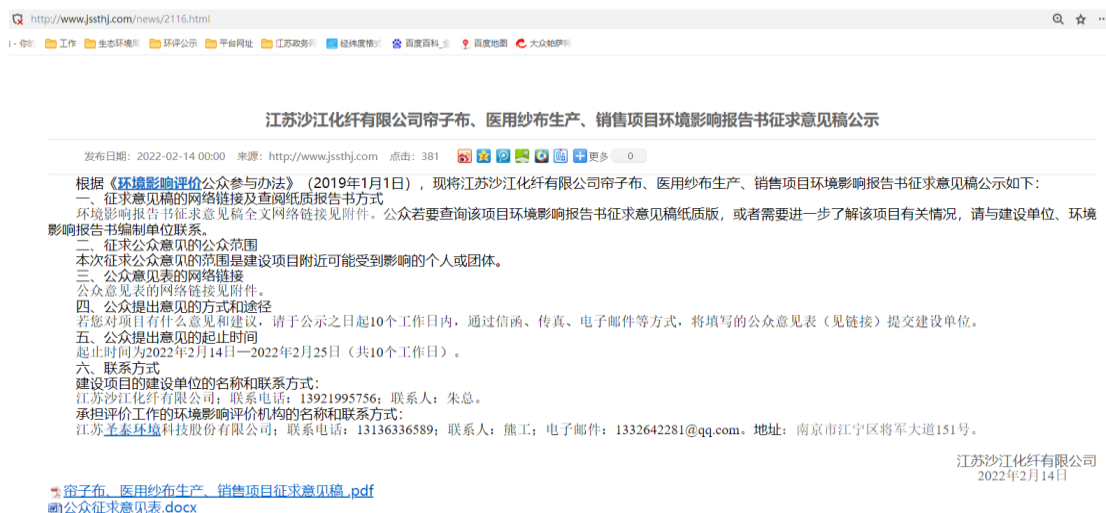 http://www.jssthj.com/news/2116.html
工作 生态环境局 环评公示 平台网址 江苏政务网 经纬度格式 百度百科_全 百度地图 大众帕萨特
江苏沙江化纤有限公司帘子布、医用纱布生产、销售项目环境影响报告书征求意见稿公示
发布日期：2022-02-14 00:00 来源：http://www.jssthj.com 点击：381 更多 0
根据《环境影响评价公众参与办法》（2019年1月1日），现将江苏沙江化纤有限公司帘子布、医用纱布生产、销售项目环境影响报告书征求意见稿公示如下：
一、征求意见稿的网络链接及查阅纸质报告书方式
环境影响报告书征求意见稿全文网络链接见附件。公众若要查询该项目环境影响报告书征求意见稿纸质版，或者需要进一步了解该项目有关情况，请与建设单位、环境
影响报告书编制单位联系。
二、征求公众意见的公众范围
本次征求公众意见的范围是建设项目附近可能受到影响的个人或团体。
三、公众意见表的网络链接
公众意见表的网络链接见附件。
四、公众提出意见的方式和途径
若您对项目有什么意见和建议，请于公示之日起10个工作日内，通过信函、传真、电子邮件等方式，将填写的公众意见表（见链接）提交建设单位。
五、公众提出意见的起止时间
起止时间为2022年2月14日—2022年2月25日（共10个工作日）。
六、联系方式
建设项目的建设单位的名称和联系方式：
江苏沙江化纤有限公司；联系电话：13921995756；联系人：朱总。
承担评价工作的环境影响评价机构的名称和联系方式：
江苏圣泰环境科技股份有限公司；联系电话：13136336589；联系人：熊工；电子邮件：1332642281@qq.com。地址：南京市江宁区将军大道151号。
江苏沙江化纤有限公司
2022年2月14日
帘子布、医用纱布生产、销售项目征求意见稿 .pdf
公众征求意见表.docx